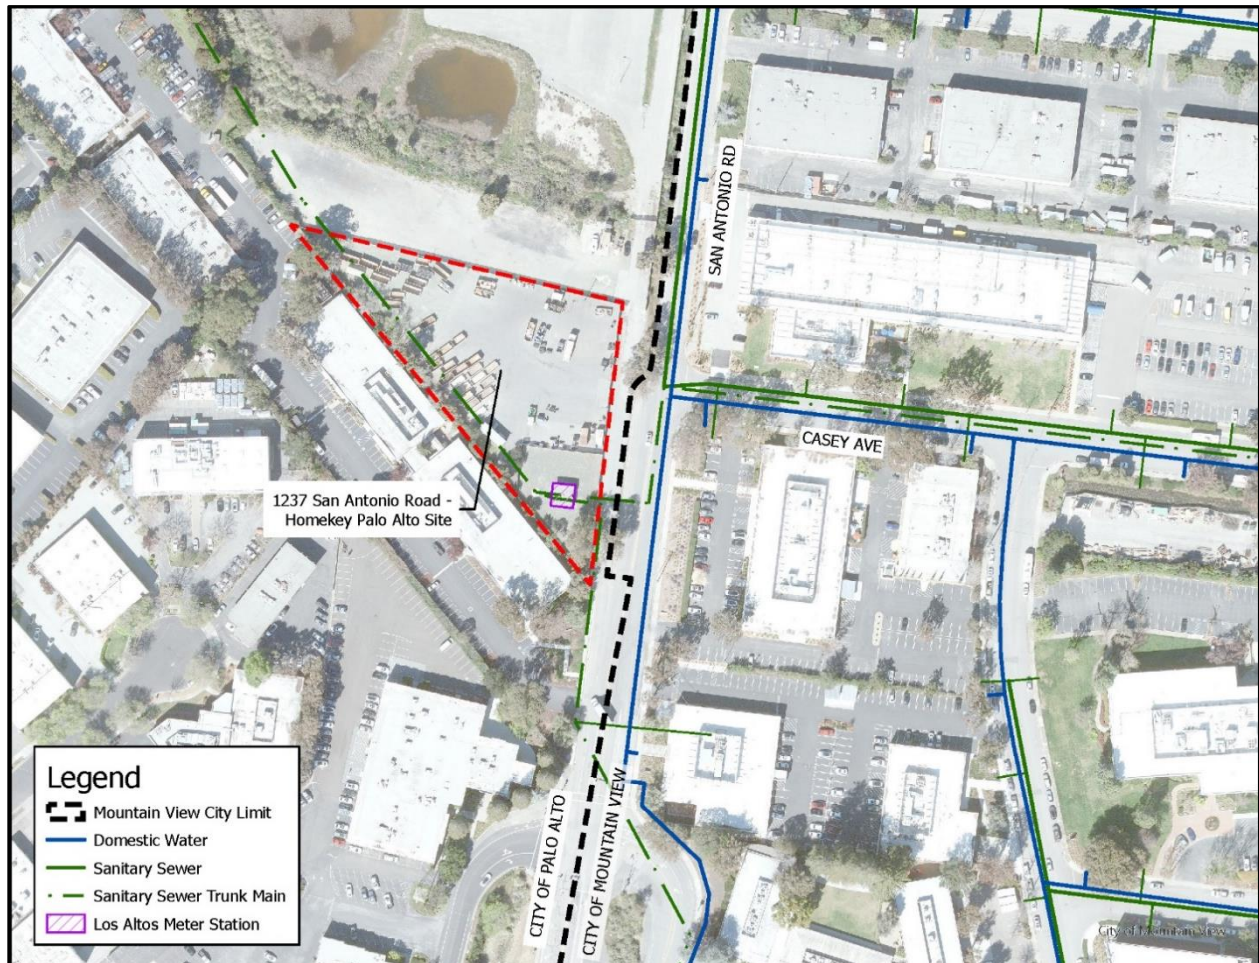 SAN ANTONIO RD
CASEY AVE
1237 San Antonio Road -
Homekey Palo Alto Site
CITY OF PALO ALTO
CITY OF MOUNTAIN VIEW
Legend
Mountain View City Limit
Domestic Water
Sanitary Sewer
Sanitary Sewer Trunk Main
Los Altos Meter Station
City of Mountain View